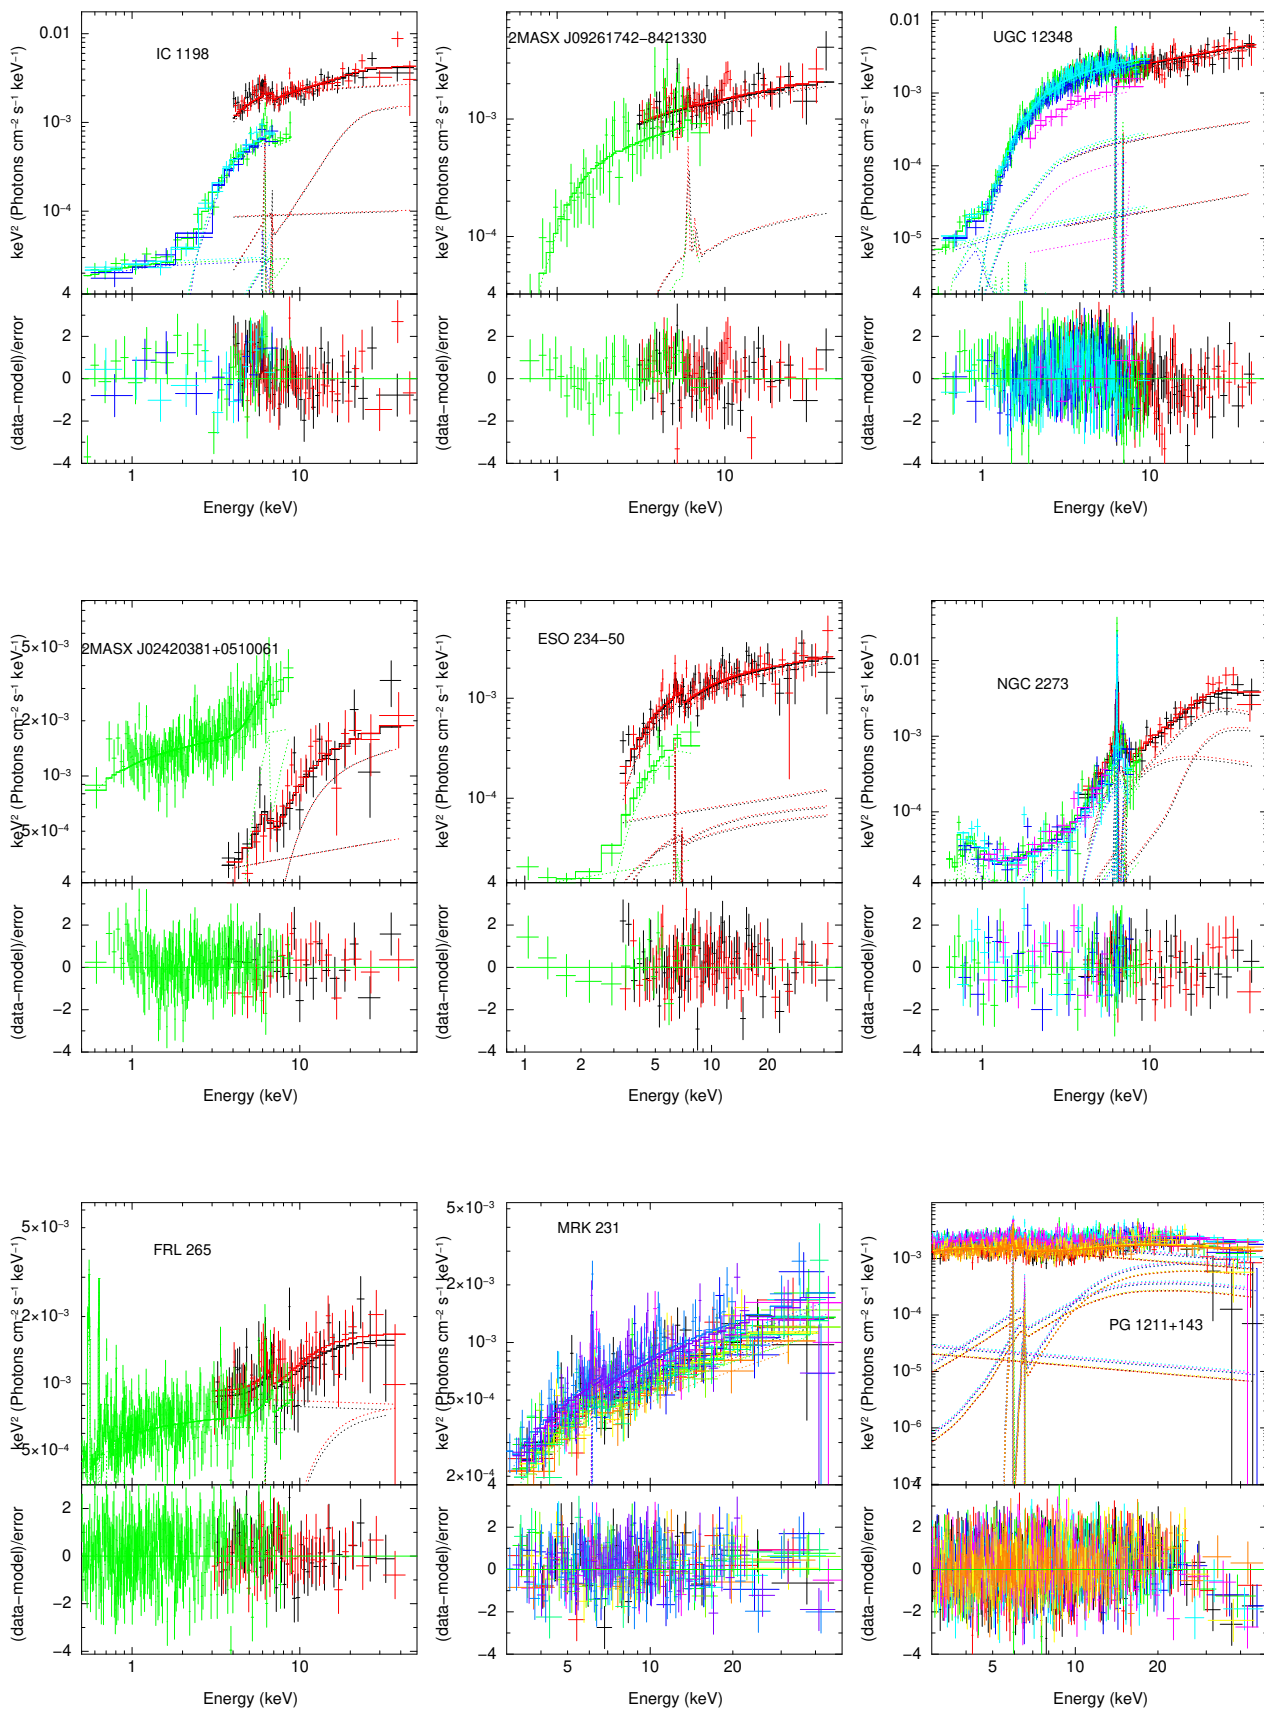 IC 1198
keV² (Photons cm⁻² s⁻¹ keV⁻¹)
0.01
10⁻³
10⁻⁴
4
(data−model)/error
2
0
−2
−4
1 10
Energy (keV)
2MASX J09261742−8421330
keV² (Photons cm⁻² s⁻¹ keV⁻¹)
10⁻³
10⁻⁴
4
(data−model)/error
2
0
−2
−4
1 10
Energy (keV)
UGC 12348
keV² (Photons cm⁻² s⁻¹ keV⁻¹)
0.01
10⁻³
10⁻⁴
10⁻⁵
4
(data−model)/error
2
0
−2
−4
1 10
Energy (keV)
2MASX J02420381+0510061
keV² (Photons cm⁻² s⁻¹ keV⁻¹)
5×10⁻³
2×10⁻³
10⁻³
5×10⁻⁴
4
(data−model)/error
2
0
−2
−4
1 10
Energy (keV)
ESO 234−50
keV² (Photons cm⁻² s⁻¹ keV⁻¹)
10⁻³
10⁻⁴
4
(data−model)/error
2
0
−2
−4
1 2 5 10 20
Energy (keV)
NGC 2273
keV² (Photons cm⁻² s⁻¹ keV⁻¹)
0.01
10⁻³
10⁻⁴
4
(data−model)/error
2
0
−2
−4
1 10
Energy (keV)
FRL 265
keV² (Photons cm⁻² s⁻¹ keV⁻¹)
5×10⁻³
2×10⁻³
10⁻³
5×10⁻⁴
(data−model)/error
2
0
−2
−4
1 10
Energy (keV)
MRK 231
keV² (Photons cm⁻² s⁻¹ keV⁻¹)
5×10⁻³
2×10⁻³
10⁻³
5×10⁻⁴
2×10⁻⁴
(data−model)/error
2
0
−2
−4
5 10 20
Energy (keV)
PG 1211+143
keV² (Photons cm⁻² s⁻¹ keV⁻¹)
10⁻³
10⁻⁴
10⁻⁵
10⁻⁶
(data−model)/error
2
0
−2
−4
5 10 20
Energy (keV)